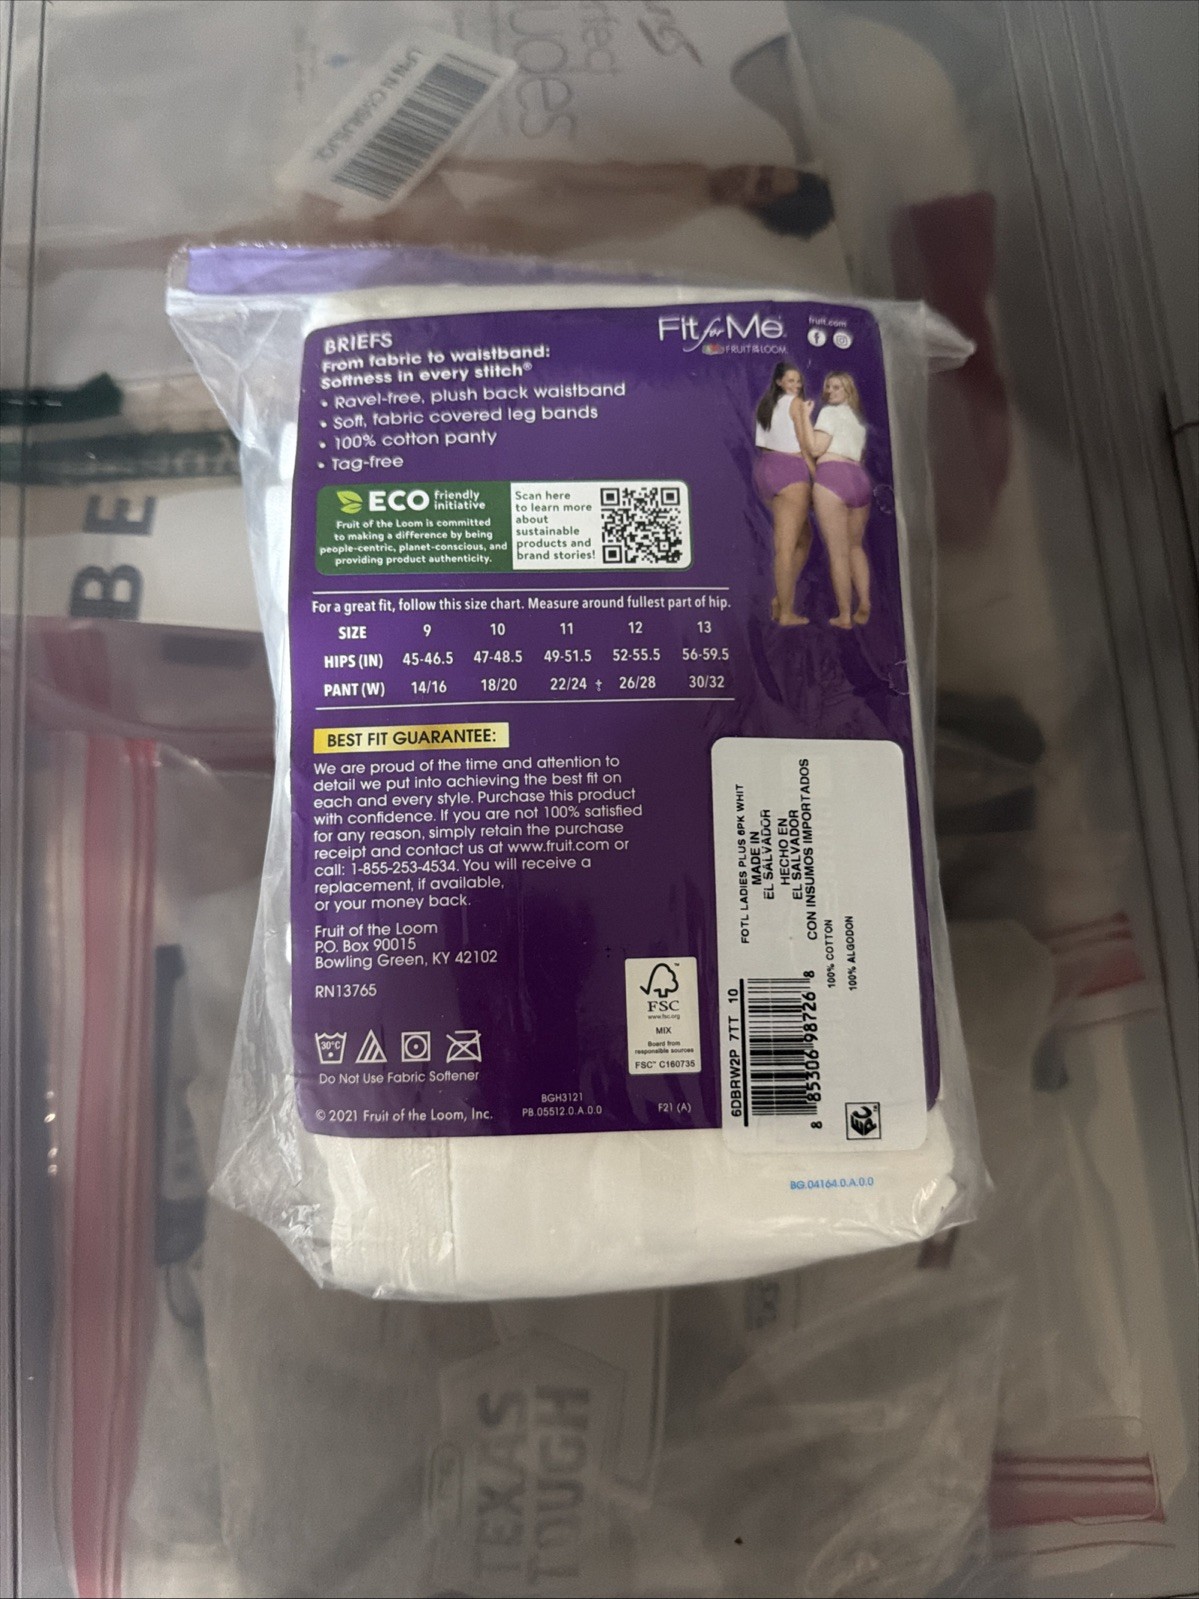 BRIEFS
From fabric to waistband:
Softness in every stitch®
• Ravel-free, plush back waistband
• Soft, fabric covered leg bands
• 100% cotton panty
• Tag-free
Fit for Me
FRUIT OF THE LOOM
fruit.com
ECO friendly
initiative
Fruit of the Loom is committed
to making a difference by being
people-centric, planet-conscious, and
providing product authenticity.
Scan here
to learn more
about
sustainable
products and
brand stories!
For a great fit, follow this size chart. Measure around fullest part of hip.
SIZE 9 10 11 12 13
HIPS (IN) 45-46.5 47-48.5 49-51.5 52-55.5 56-59.5
PANT (W) 14/16 18/20 22/24 † 26/28 30/32
BEST FIT GUARANTEE:
We are proud of the time and attention to
detail we put into achieving the best fit on
each and every style. Purchase this product
with confidence. If you are not 100% satisfied
for any reason, simply retain the purchase
receipt and contact us at www.fruit.com or
call: 1-855-253-4534. You will receive a
replacement, if available,
or your money back.
Fruit of the Loom
P.O. Box 90015
Bowling Green, KY 42102
RN13765
30°C
Do Not Use Fabric Softener
© 2021 Fruit of the Loom, Inc.
BGH3121
PB.05512.0.A.0.0
F21 (A)
FSC
www.fsc.org
MIX
Board from
responsible sources
FSC™ C160735
FOTL LADIES PLUS 6PK WHIT
MADE IN
EL SALVADOR
HECHO EN
EL SALVADOR
CON INSUMOS IMPORTADOS
100% COTTON
100% ALGODON
6DBRW2P 7TT 10
8 85306 98726 8
EPC
BG.04164.0.A.0.0
BE
TEXAS
TOUGH